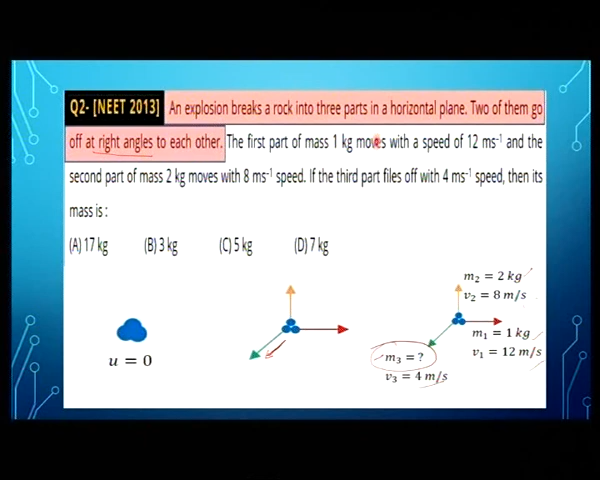 Q2- [NEET 2013] An explosion breaks a rock into three parts in a horizontal plane. Two of them go
off at right angles to each other. The first part of mass 1 kg moves with a speed of 12 ms⁻¹ and the
second part of mass 2 kg moves with 8 ms⁻¹ speed. If the third part files off with 4 ms⁻¹ speed, then its
mass is :
(A) 17 kg (B) 3 kg (C) 5 kg (D) 7 kg
u = 0
m₂ = 2 kg
v₂ = 8 m/s
m₁ = 1 kg
v₁ = 12 m/s
m₃ = ?
v₃ = 4 m/s